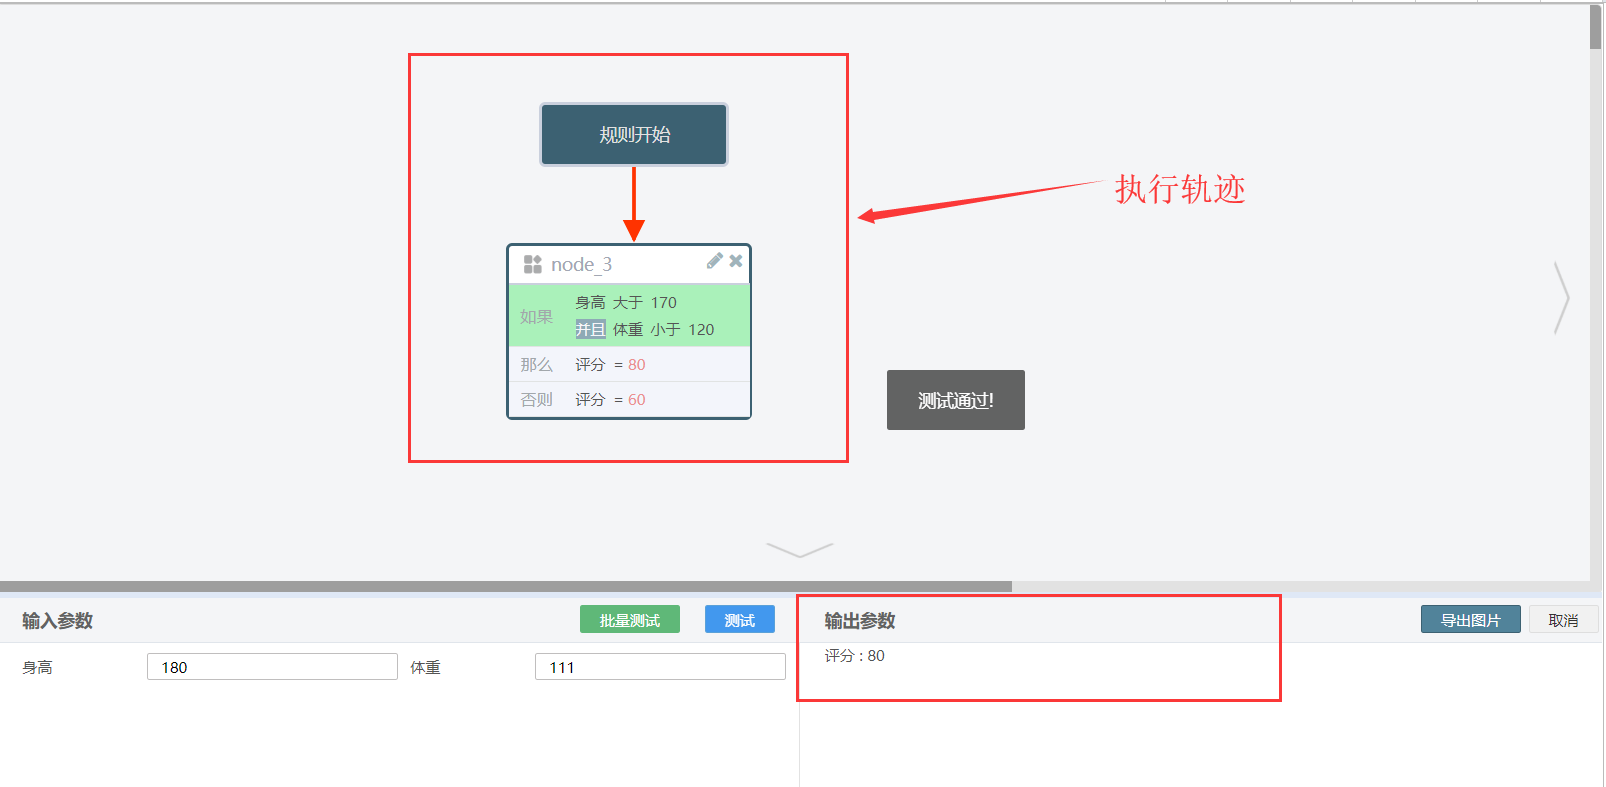 规则开始
执行轨迹
node_3
如果
身高 大于 170
并且 体重 小于 120
那么 评分 = 80
否则 评分 = 60
测试通过!
输入参数 批量测试 测试 输出参数 导出图片 取消
身高 180 体重 111 评分 : 80